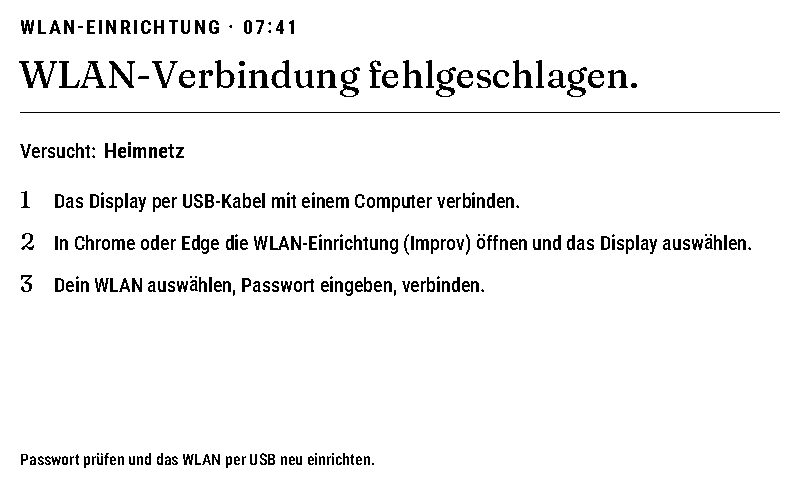 WLAN-EINRICHTUNG · 07:41
WLAN-Verbindung fehlgeschlagen.
Versucht: Heimnetz
1 Das Display per USB-Kabel mit einem Computer verbinden.
2 In Chrome oder Edge die WLAN-Einrichtung (Improv) öffnen und das Display auswählen.
3 Dein WLAN auswählen, Passwort eingeben, verbinden.
Passwort prüfen und das WLAN per USB neu einrichten.